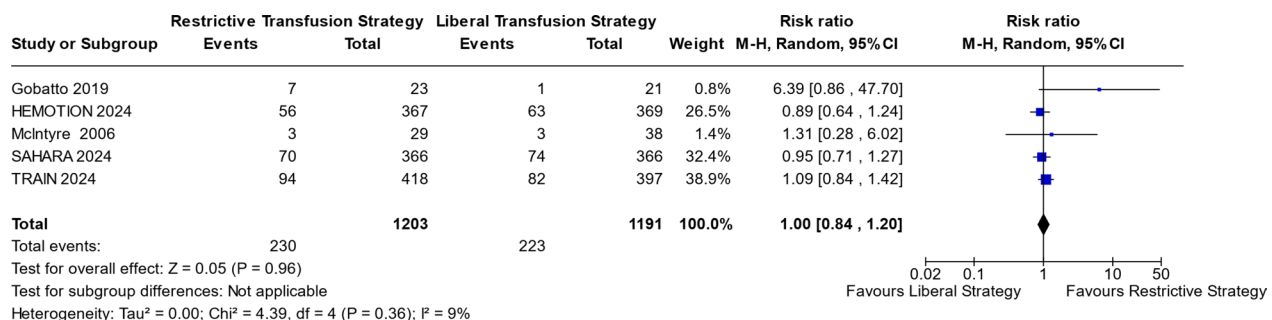 Restrictive Transfusion Strategy Liberal Transfusion Strategy Risk ratio Risk ratio
Study or Subgroup Events Total Events Total Weight M-H, Random, 95%CI M-H, Random, 95%CI
Gobatto 2019 7 23 1 21 0.8% 6.39 [0.86 , 47.70]
HEMOTION 2024 56 367 63 369 26.5% 0.89 [0.64 , 1.24]
McIntyre 2006 3 29 3 38 1.4% 1.31 [0.28 , 6.02]
SAHARA 2024 70 366 74 366 32.4% 0.95 [0.71 , 1.27]
TRAIN 2024 94 418 82 397 38.9% 1.09 [0.84 , 1.42]
Total 1203 1191 100.0% 1.00 [0.84 , 1.20]
Total events: 230 223
Test for overall effect: Z = 0.05 (P = 0.96)
Test for subgroup differences: Not applicable
Heterogeneity: Tau² = 0.00; Chi² = 4.39, df = 4 (P = 0.36); I² = 9%
0.02 0.1 1 10 50
Favours Liberal Strategy Favours Restrictive Strategy